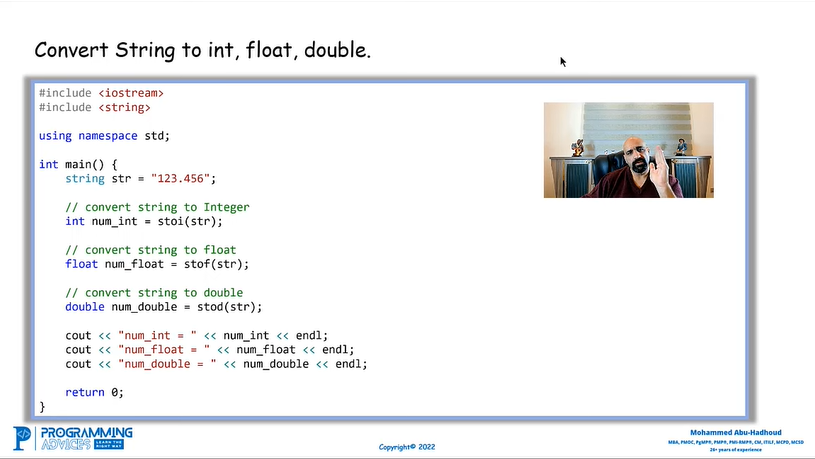 Convert String to int, float, double.
#include <iostream>
#include <string>
using namespace std;
int main() {
string str = "123.456";
// convert string to Integer
int num_int = stoi(str);
// convert string to float
float num_float = stof(str);
// convert string to double
double num_double = stod(str);
cout << "num_int = " << num_int << endl;
cout << "num_float = " << num_float << endl;
cout << "num_double = " << num_double << endl;
return 0;
}
PROGRAMMING
ADVICES LEARN THE RIGHT WAY
Copyright© 2022
Mohammed Abu-Hadhoud
MBA, PMOC, PgMP®, PMP®, PMI-RMP®, CM, ITILF, MCPD, MCSD
26+ years of experience